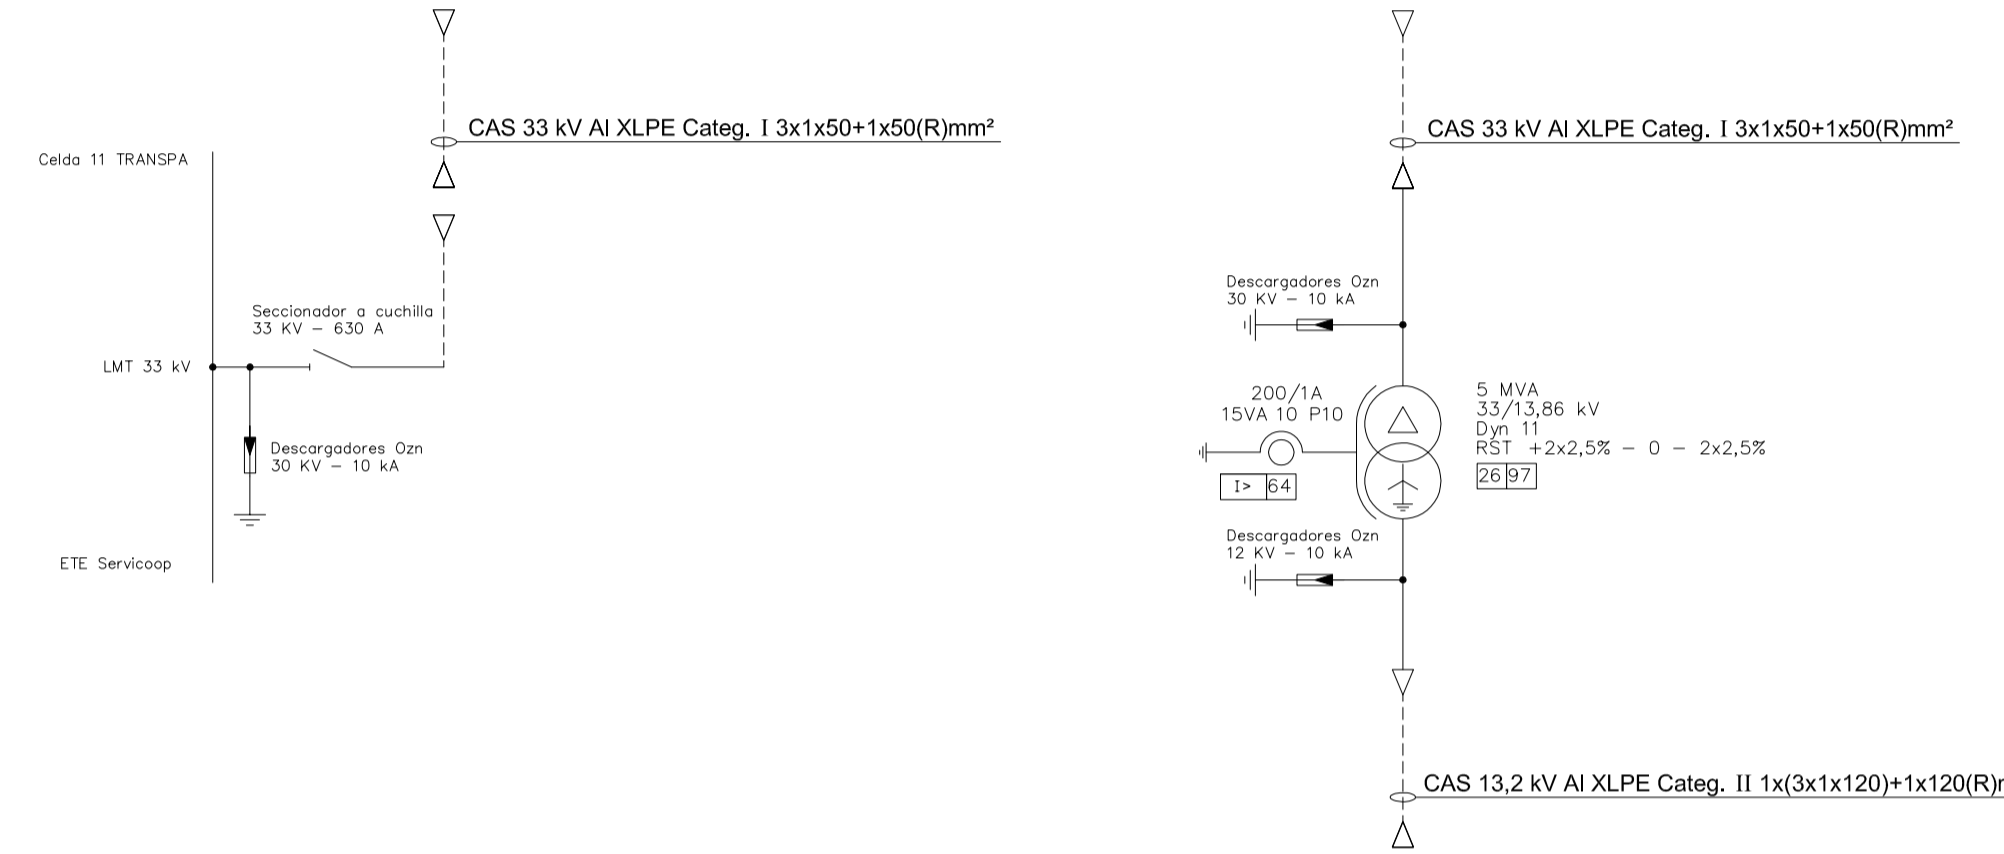 CAS 33 kV Al XLPE Categ. I 3x1x50+1x50(R)mm²
CAS 33 kV Al XLPE Categ. I 3x1x50+1x50(R)mm²
Celda 11 TRANSPA
Seccionador a cuchilla
33 KV – 630 A
LMT 33 kV
Descargadores Ozn
30 KV – 10 kA
ETE Servicoop
Descargadores Ozn
30 KV – 10 kA
200/1A
15VA 10 P10
I> 64
5 MVA
33/13,86 kV
Dyn 11
RST +2x2,5% – 0 – 2x2,5%
26 97
Descargadores Ozn
12 KV – 10 kA
CAS 13,2 kV Al XLPE Categ. II 1x(3x1x120)+1x120(R)